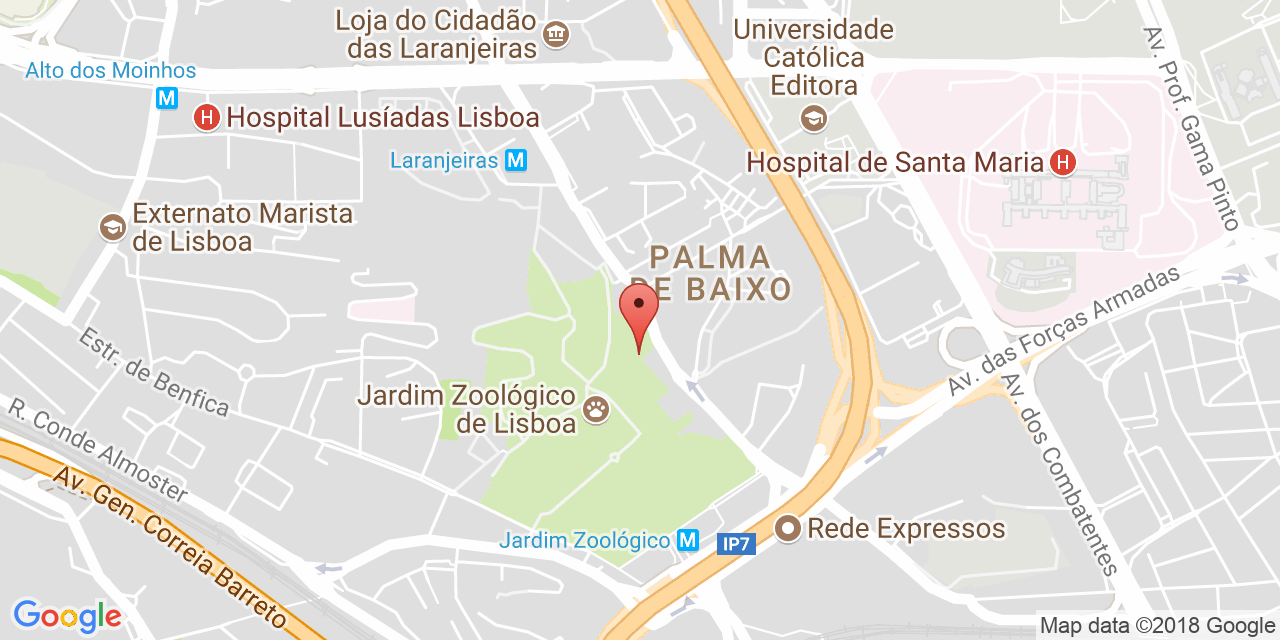 Loja do Cidadão
das Laranjeiras
Universidade
Católica
Editora
Alto dos Moinhos
M
H
Hospital Lusíadas Lisboa
Av. Prof. Gama Pinto
Laranjeiras M
Hospital de Santa Maria H
Externato Marista
de Lisboa
PALMA
DE BAIXO
Av. das Forças Armadas
Estr. de Benfica
Jardim Zoológico
de Lisboa
R. Conde Almoster
Av. dos Combatentes
Av. Gen. Correia Barreto
Jardim Zoológico M
IP7
Rede Expressos
Google
Map data ©2018 Google